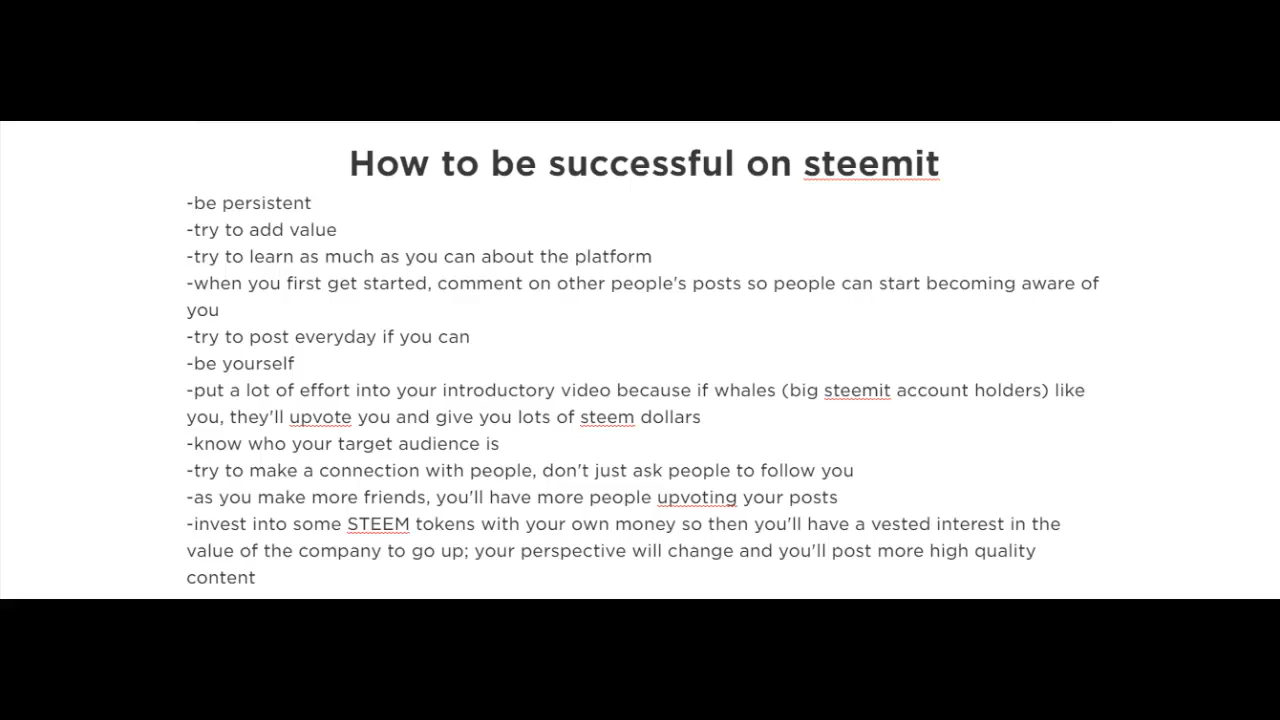 How to be successful on steemit
-be persistent
-try to add value
-try to learn as much as you can about the platform
-when you first get started, comment on other people's posts so people can start becoming aware of
you
-try to post everyday if you can
-be yourself
-put a lot of effort into your introductory video because if whales (big steemit account holders) like
you, they'll upvote you and give you lots of steem dollars
-know who your target audience is
-try to make a connection with people, don't just ask people to follow you
-as you make more friends, you'll have more people upvoting your posts
-invest into some STEEM tokens with your own money so then you'll have a vested interest in the
value of the company to go up; your perspective will change and you'll post more high quality
content